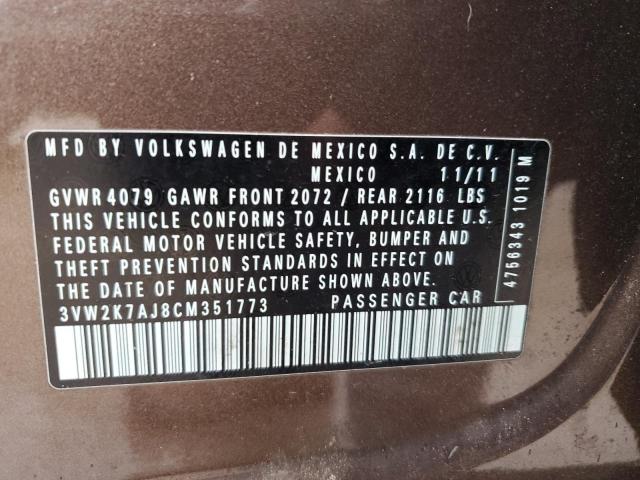 MFD BY VOLKSWAGEN DE MEXICO S.A. DE C.V.
MEXICO 11/11
GVWR 4079 GAWR FRONT 2072 / REAR 2116 LBS
THIS VEHICLE CONFORMS TO ALL APPLICABLE U.S.
FEDERAL MOTOR VEHICLE SAFETY, BUMPER AND
THEFT PREVENTION STANDARDS IN EFFECT ON
THE DATE OF MANUFACTURE SHOWN ABOVE.
3VW2K7AJ8CM351773 PASSENGER CAR
4766343 1019 M